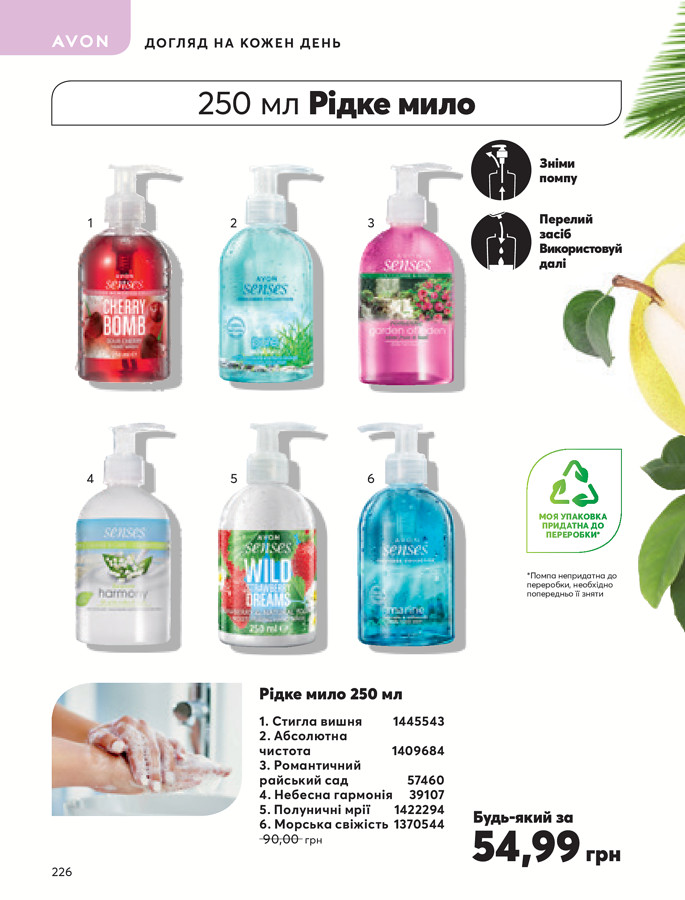 AVON
ДОГЛЯД НА КОЖЕН ДЕНЬ
250 мл Рідке мило
Зніми
помпу
Перелий
засіб
Використовуй
далі
1
AVON
senses
CHERRY
BOMB
2
AVON
senses
3
AVON
senses
garden of eden
4
senses
harmony
5
AVON
senses
WILD
STRAWBERRY
DREAMS
250 ml e
6
AVON
senses
marine
МОЯ УПАКОВКА
ПРИДАТНА ДО
ПЕРЕРОБКИ*
*Помпа непридатна до
переробки, необхідно
попередньо її зняти
Рідке мило 250 мл
1. Стигла вишня 1445543
2. Абсолютна
чистота 1409684
3. Романтичний
райський сад 57460
4. Небесна гармонія 39107
5. Полуничні мрії 1422294
6. Морська свіжість 1370544
90,00 грн
Будь-який за
54,99 грн
226